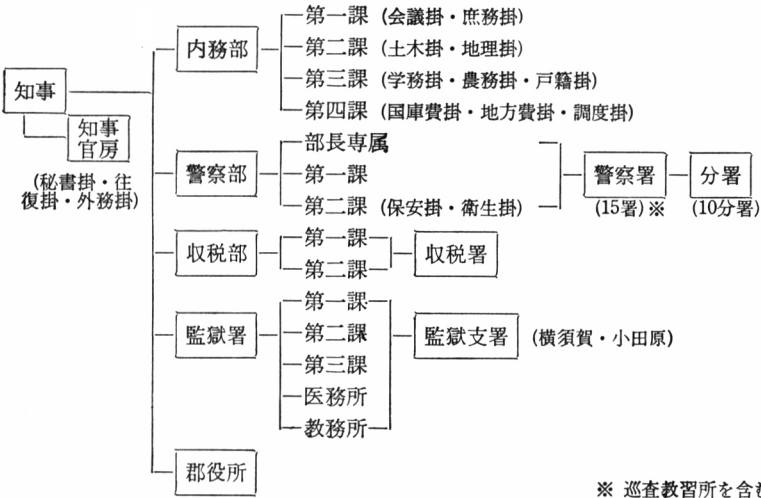 知事
知事
官房
(秘書掛・往
復掛・外務掛)
内務部
第一課 (会議掛・庶務掛)
第二課 (土木掛・地理掛)
第三課 (学務掛・農務掛・戸籍掛)
第四課 (国庫費掛・地方費掛・調度掛)
警察部
部長専属
第一課
第二課 (保安掛・衛生掛)
警察署
(15署)※
分署
(10分署)
収税部
第一課
第二課
収税署
監獄署
第一課
第二課
第三課
医務所
教務所
監獄支署 (横須賀・小田原)
郡役所
※ 巡査教習所を含